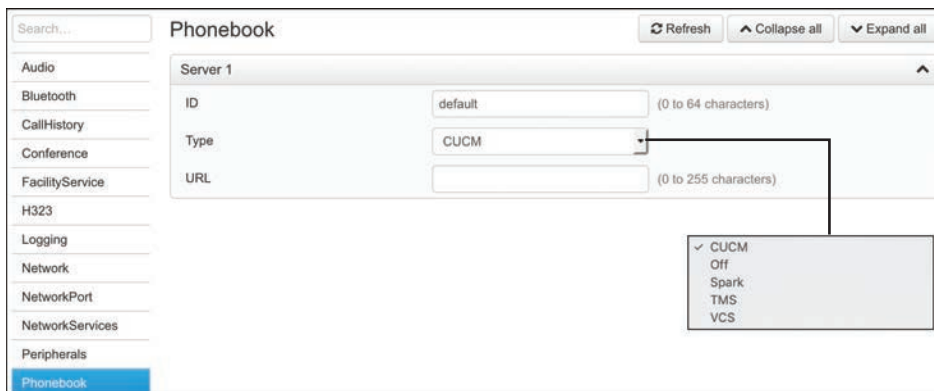 Search...
Phonebook
Refresh
Collapse all
Expand all
Audio
Bluetooth
CallHistory
Conference
FacilityService
H323
Logging
Network
NetworkPort
NetworkServices
Peripherals
Phonebook
Server 1
ID
default
(0 to 64 characters)
Type
CUCM
URL
(0 to 255 characters)
✓ CUCM
Off
Spark
TMS
VCS